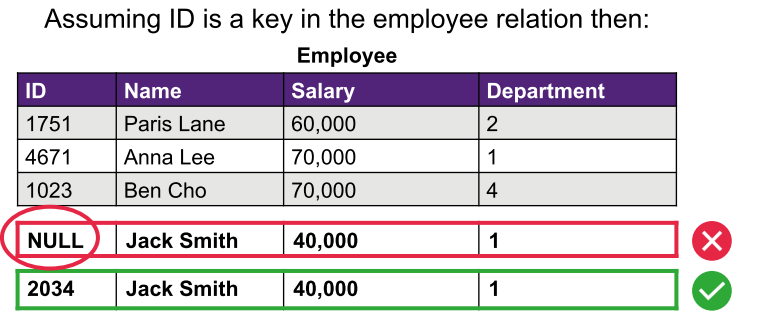 Assuming ID is a key in the employee relation then:
Employee
ID Name Salary Department
1751 Paris Lane 60,000 2
4671 Anna Lee 70,000 1
1023 Ben Cho 70,000 4
NULL Jack Smith 40,000 1
2034 Jack Smith 40,000 1